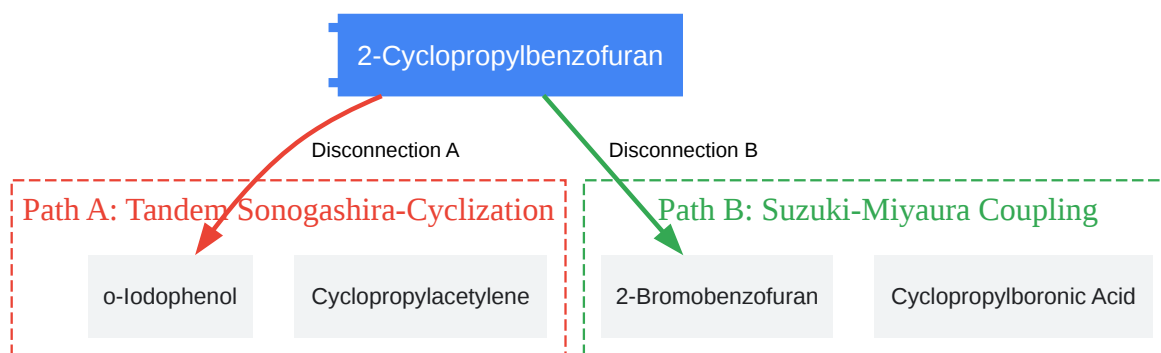 2-Cyclopropylbenzofuran
Disconnection A
Disconnection B
Path A: Tandem Sonogashira-Cyclization
Path B: Suzuki-Miyaura Coupling
o-Iodophenol
Cyclopropylacetylene
2-Bromobenzofuran
Cyclopropylboronic Acid